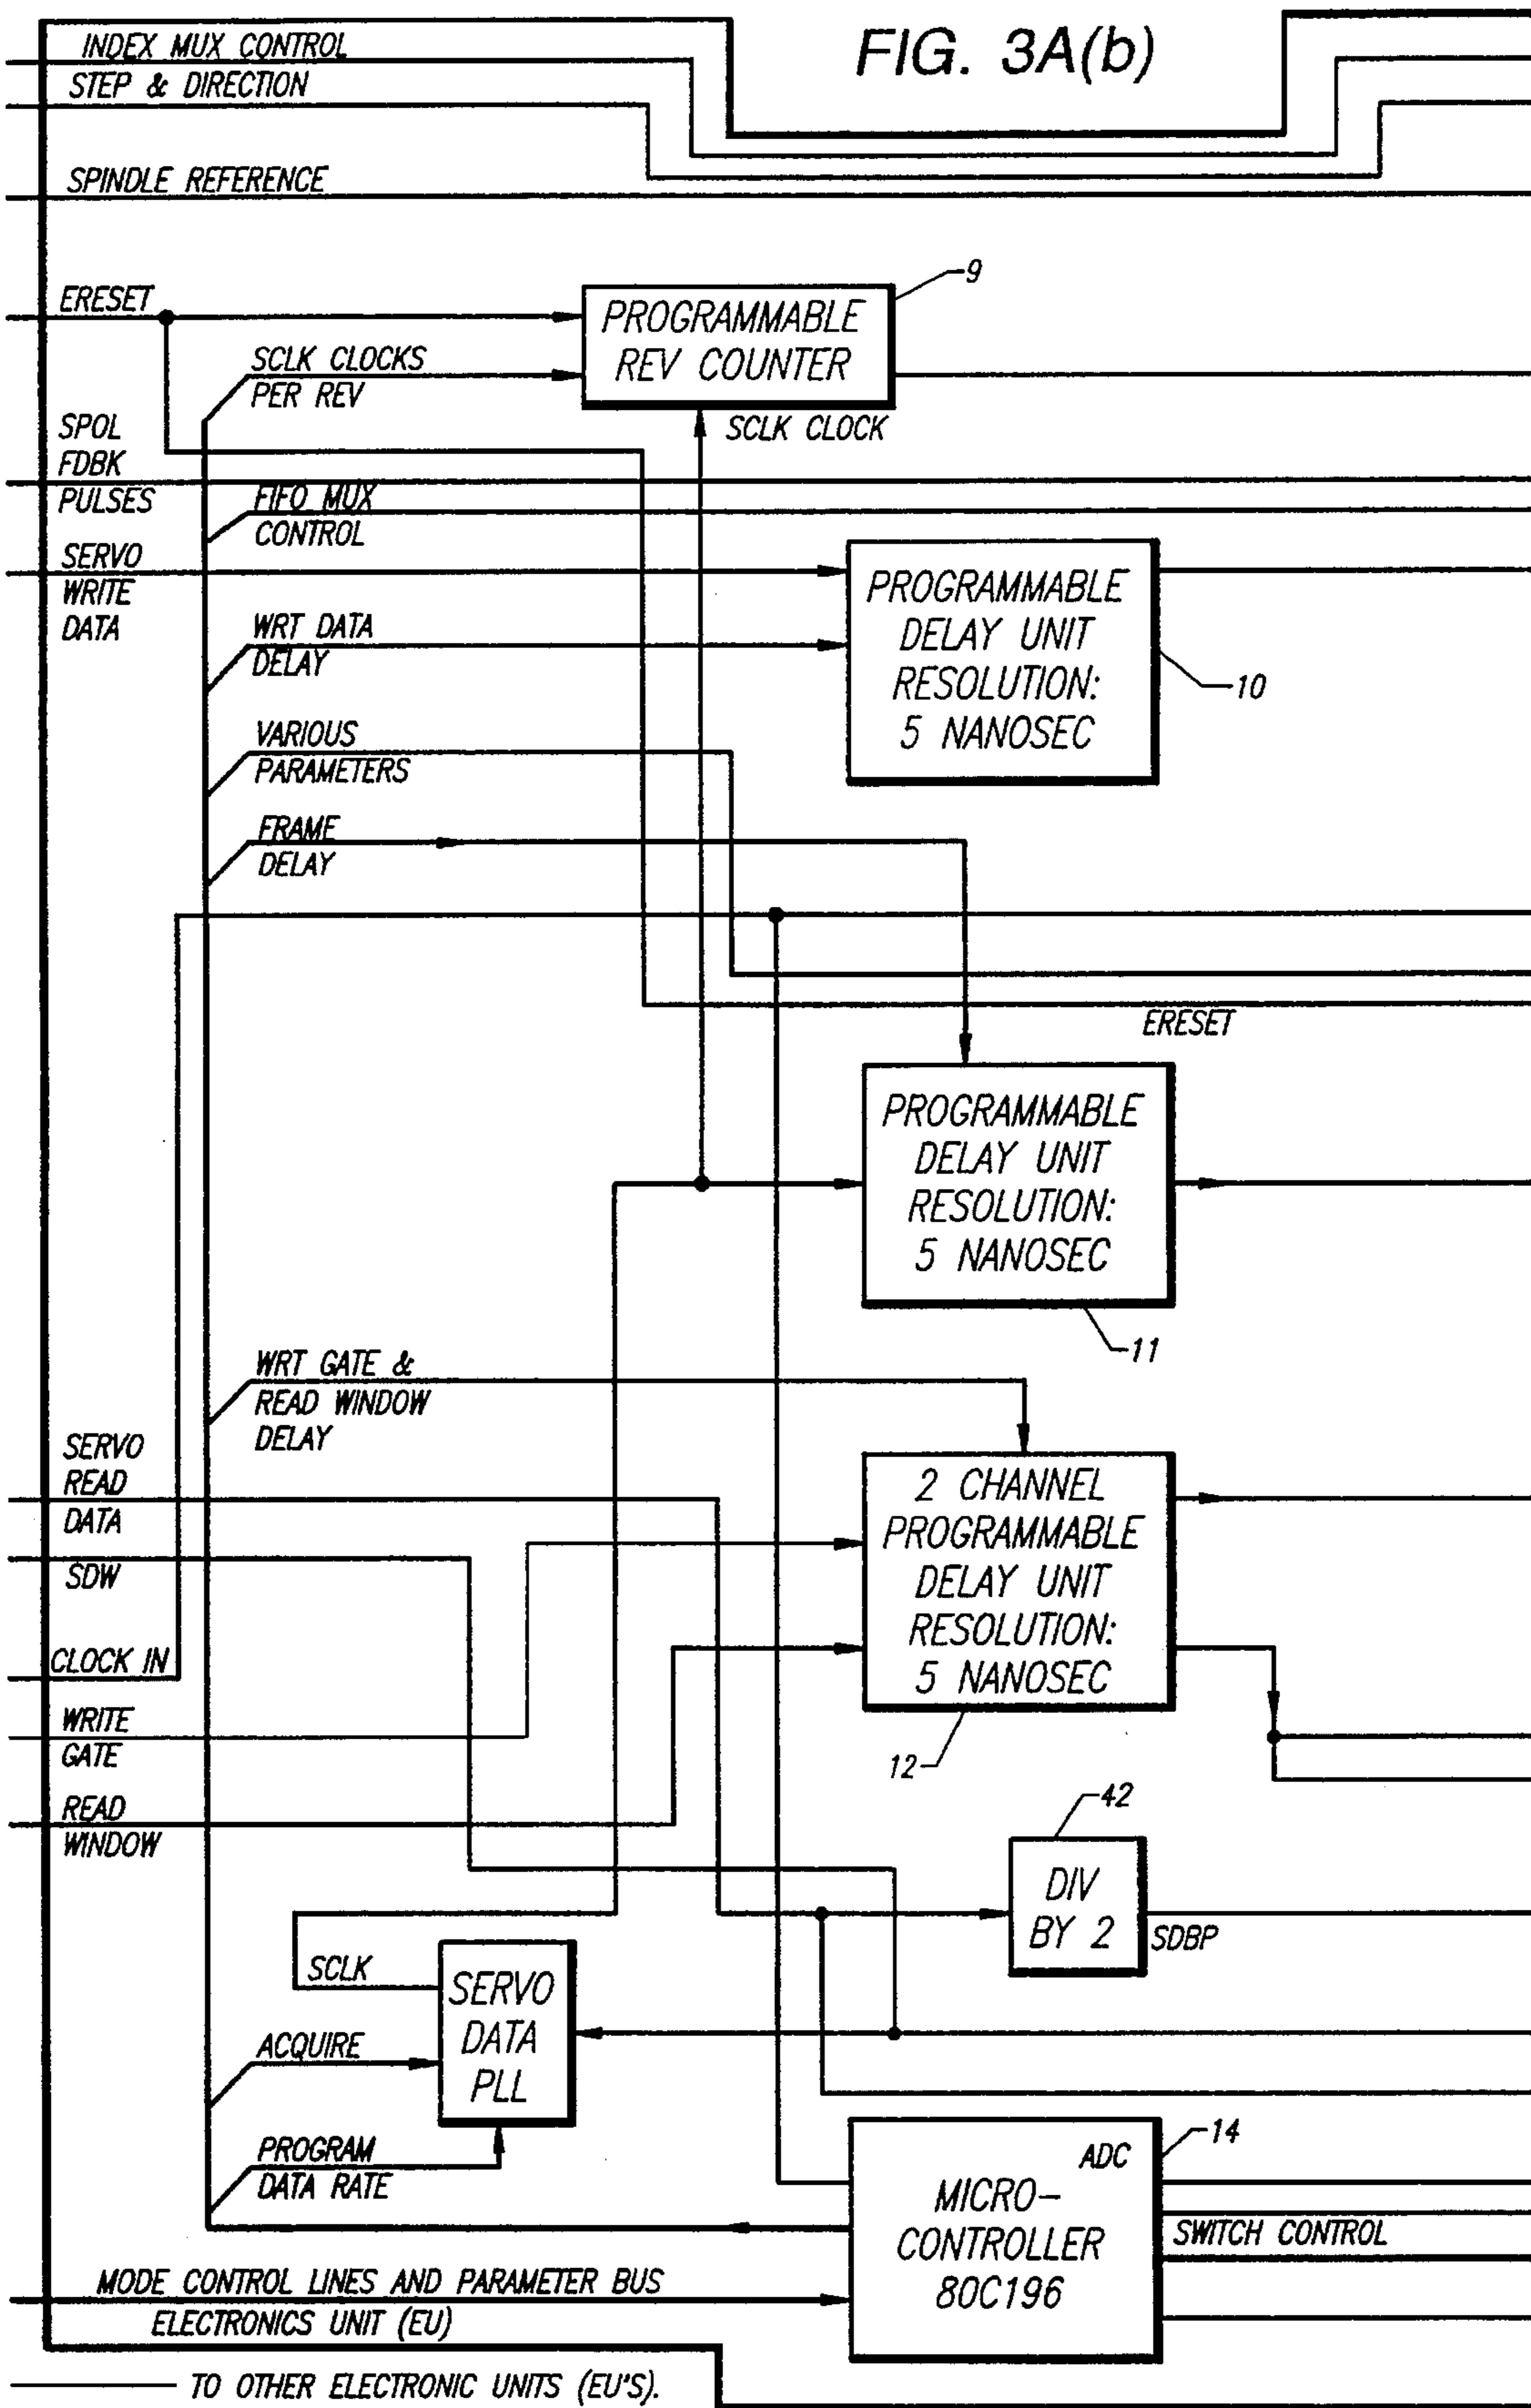 FIG. 3A(b)
INDEX MUX CONTROL
STEP & DIRECTION
SPINDLE REFERENCE
ERESET
9
PROGRAMMABLE
REV COUNTER
SCLK CLOCKS
PER REV
SCLK CLOCK
SPOL
FDBK
PULSES
FIFO MUX
CONTROL
SERVO
WRITE
DATA
PROGRAMMABLE
DELAY UNIT
RESOLUTION:
5 NANOSEC
10
WRT DATA
DELAY
VARIOUS
PARAMETERS
FRAME
DELAY
ERESET
PROGRAMMABLE
DELAY UNIT
RESOLUTION:
5 NANOSEC
11
WRT GATE &
READ WINDOW
DELAY
SERVO
READ
DATA
2 CHANNEL
PROGRAMMABLE
DELAY UNIT
RESOLUTION:
5 NANOSEC
12
SDW
CLOCK IN
WRITE
GATE
READ
WINDOW
42
DIV
BY 2
SDBP
SCLK
SERVO
DATA
PLL
ACQUIRE
PROGRAM
DATA RATE
14
ADC
MICRO-
CONTROLLER
80C196
SWITCH CONTROL
MODE CONTROL LINES AND PARAMETER BUS
ELECTRONICS UNIT (EU)
TO OTHER ELECTRONIC UNITS (EU'S).